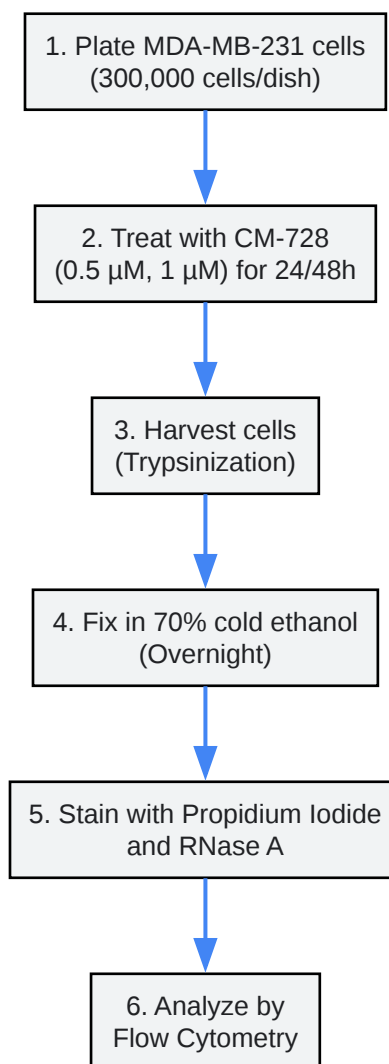 1. Plate MDA-MB-231 cells
(300,000 cells/dish)
2. Treat with CM-728
(0.5 µM, 1 µM) for 24/48h
3. Harvest cells
(Trypsinization)
4. Fix in 70% cold ethanol
(Overnight)
5. Stain with Propidium Iodide
and RNase A
6. Analyze by
Flow Cytometry